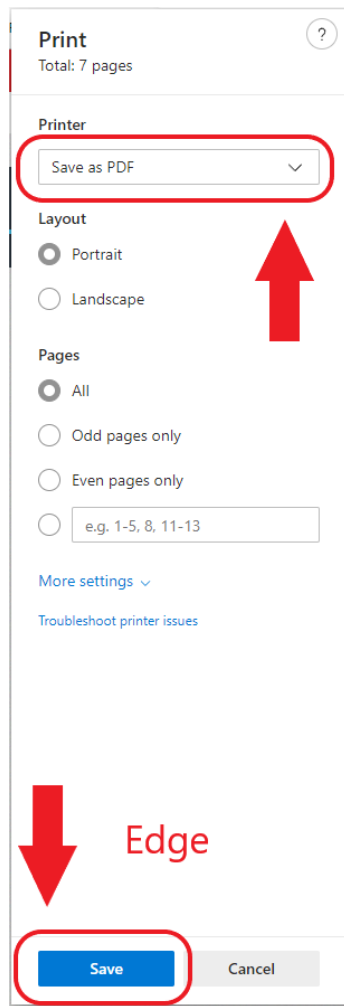 Print
?
Total: 7 pages
Printer
Save as PDF
Layout
Portrait
Landscape
Pages
All
Odd pages only
Even pages only
e.g. 1-5, 8, 11-13
More settings
Troubleshoot printer issues
Edge
Save Cancel